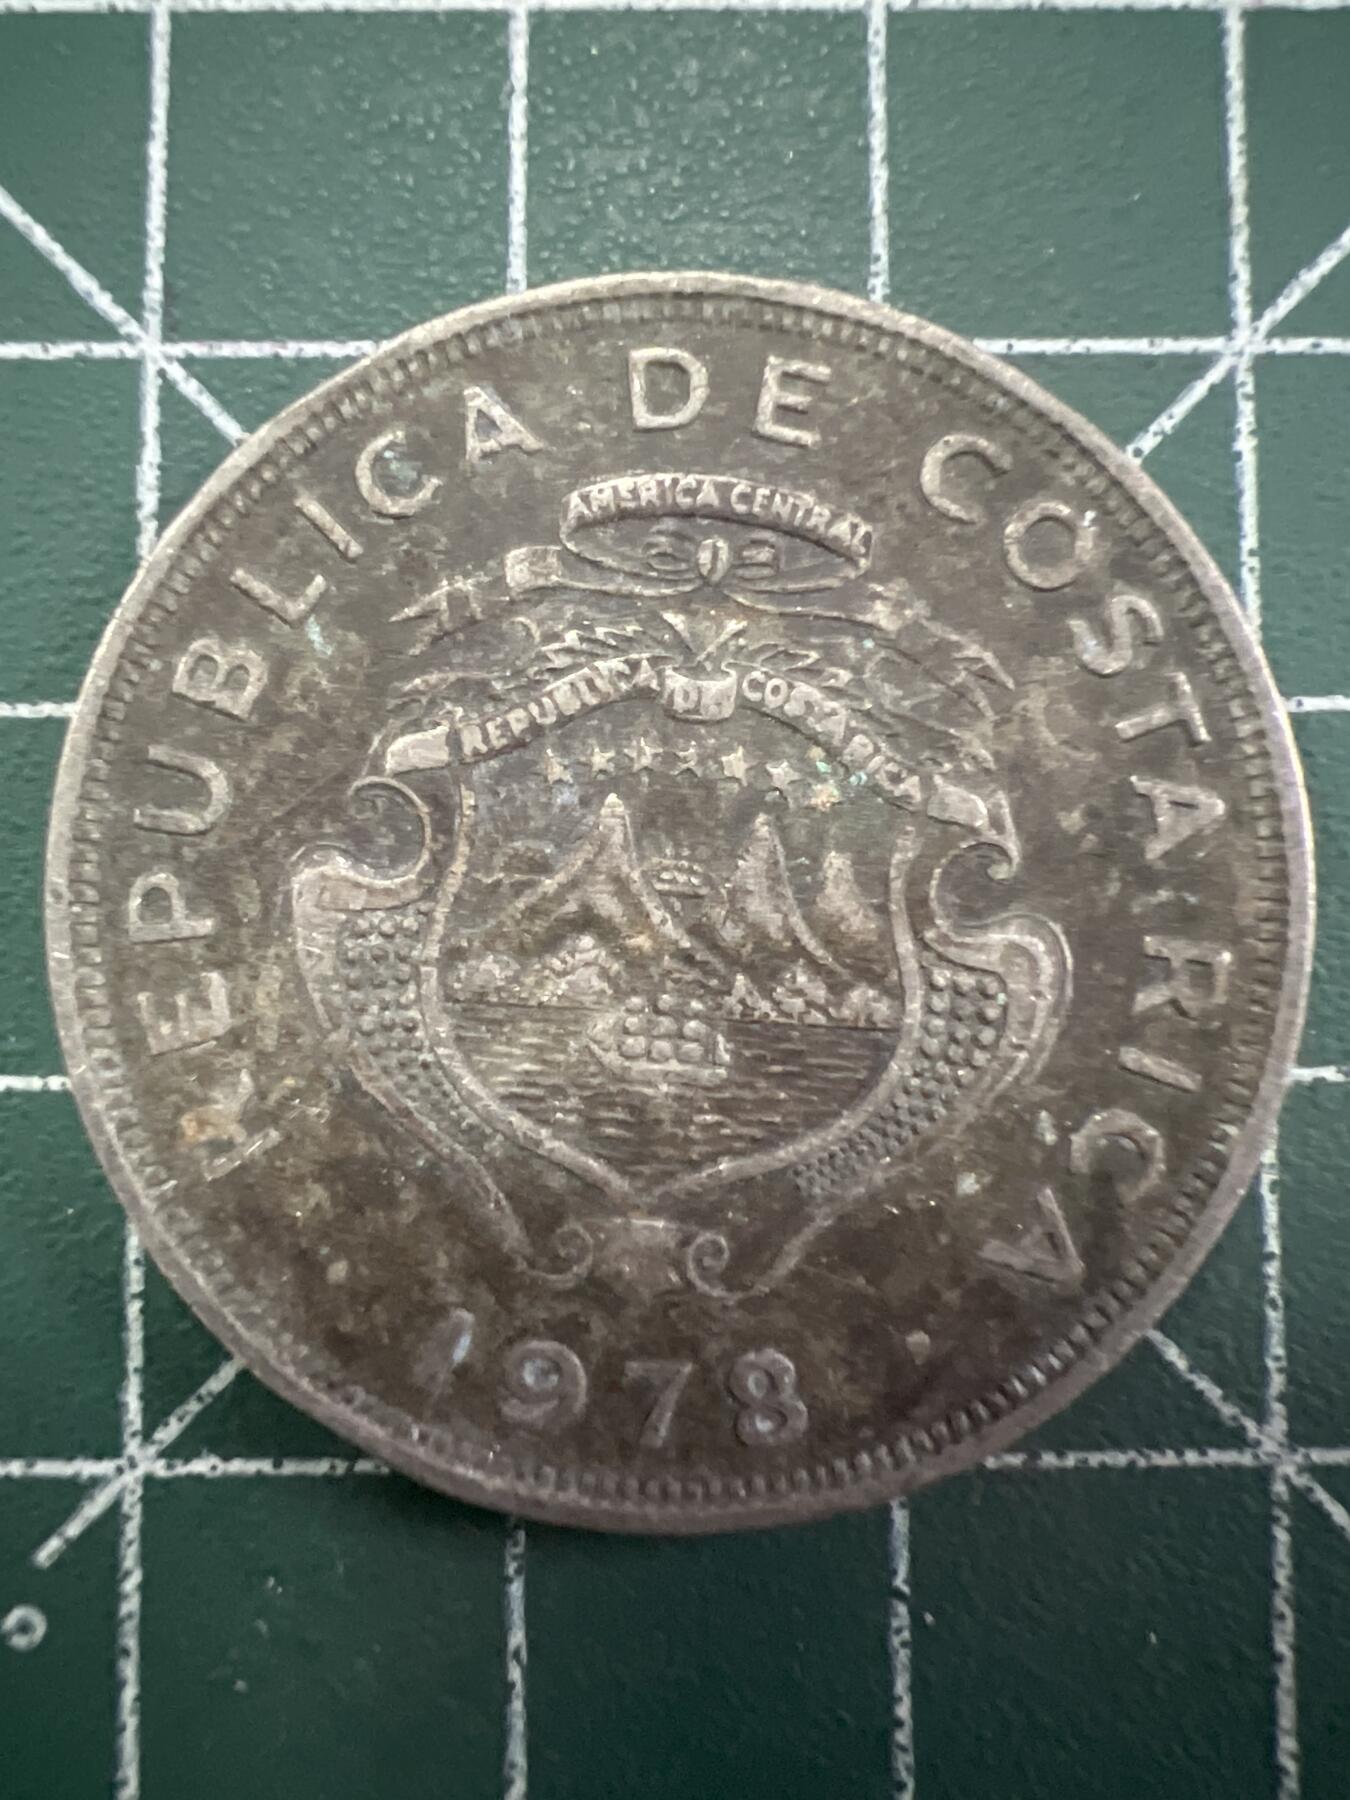 REPUBLICA DE COSTA RICA
AMERICA CENTRAL
REPUBLICA DE COSTA RICA
1978